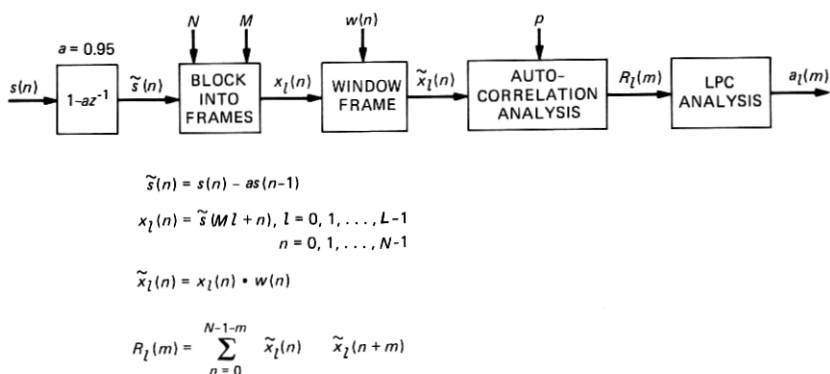 N M w(n) p
a = 0.95
s(n) 1–az⁻¹ s̃(n) BLOCK INTO FRAMES x_l(n) WINDOW FRAME x̃_l(n) AUTO-CORRELATION ANALYSIS R_l(m) LPC ANALYSIS a_l(m)
s̃(n) = s(n) – as(n–1)
x_l(n) = s̃(Ml + n), l = 0, 1, . . . , L–1
n = 0, 1, . . . , N–1
x̃_l(n) = x_l(n) • w(n)
R_l(m) = ∑_{n = 0}^{N–1–m} x̃_l(n) x̃_l(n + m)